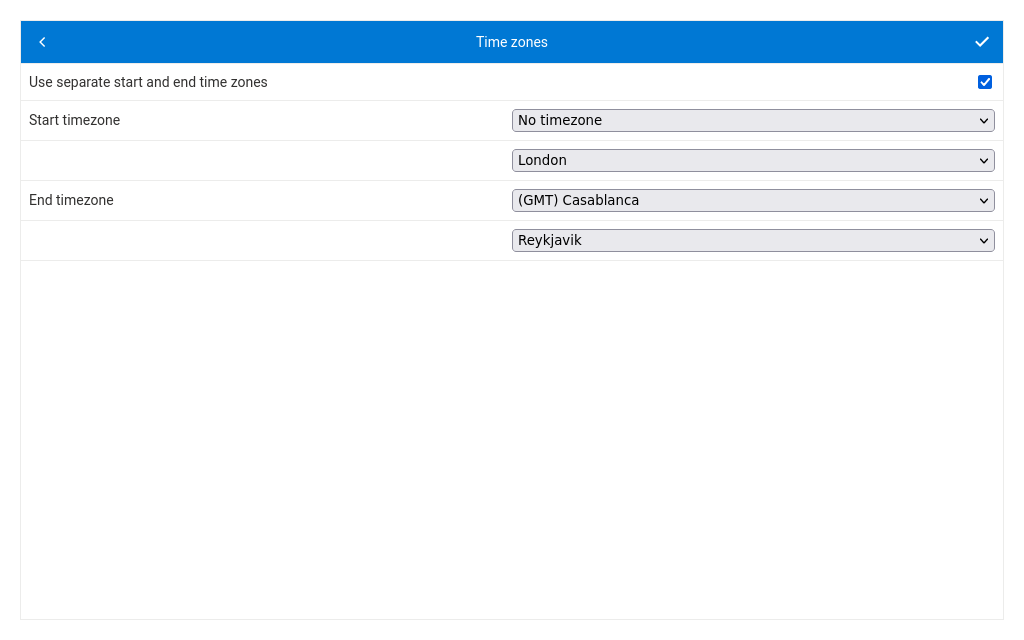 Time zones
Use separate start and end time zones
Start timezone
No timezone
London
End timezone
(GMT) Casablanca
Reykjavik